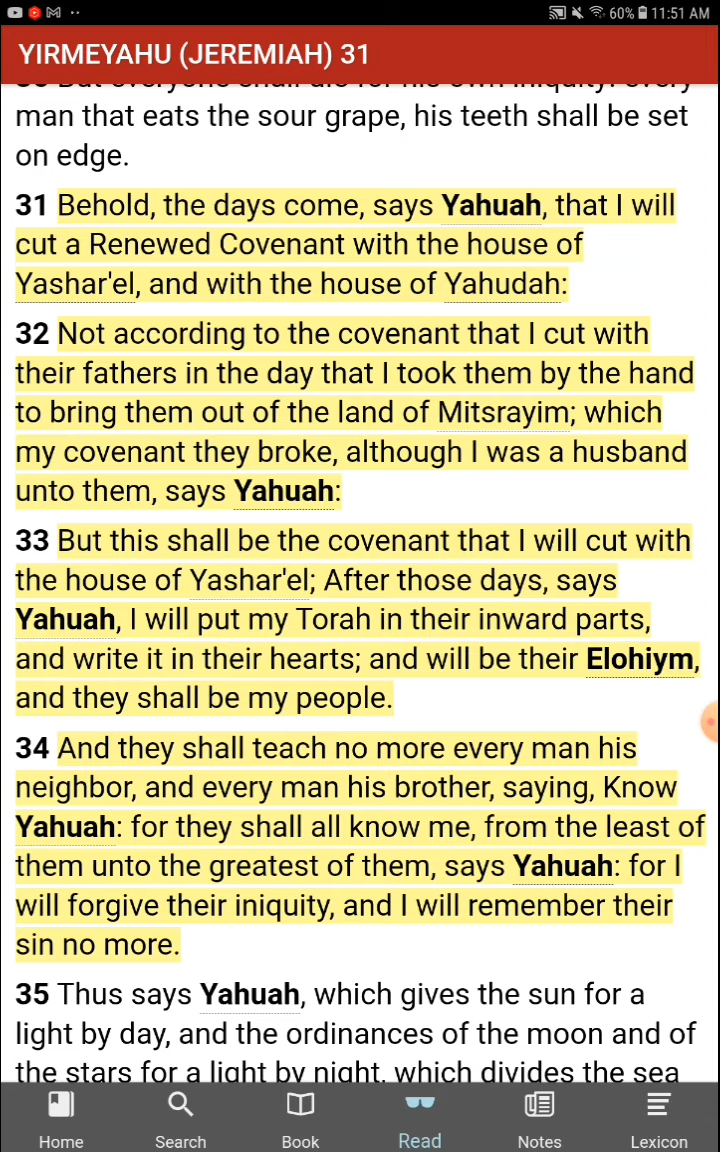 60% 11:51 AM
YIRMEYAHU (JEREMIAH) 31
man that eats the sour grape, his teeth shall be set
on edge.
31 Behold, the days come, says Yahuah, that I will
cut a Renewed Covenant with the house of
Yashar'el, and with the house of Yahudah:
32 Not according to the covenant that I cut with
their fathers in the day that I took them by the hand
to bring them out of the land of Mitsrayim; which
my covenant they broke, although I was a husband
unto them, says Yahuah:
33 But this shall be the covenant that I will cut with
the house of Yashar'el; After those days, says
Yahuah, I will put my Torah in their inward parts,
and write it in their hearts; and will be their Elohiym,
and they shall be my people.
34 And they shall teach no more every man his
neighbor, and every man his brother, saying, Know
Yahuah: for they shall all know me, from the least of
them unto the greatest of them, says Yahuah: for I
will forgive their iniquity, and I will remember their
sin no more.
35 Thus says Yahuah, which gives the sun for a
light by day, and the ordinances of the moon and of
the stars for a light by night, which divides the sea
Home Search Book Read Notes Lexicon